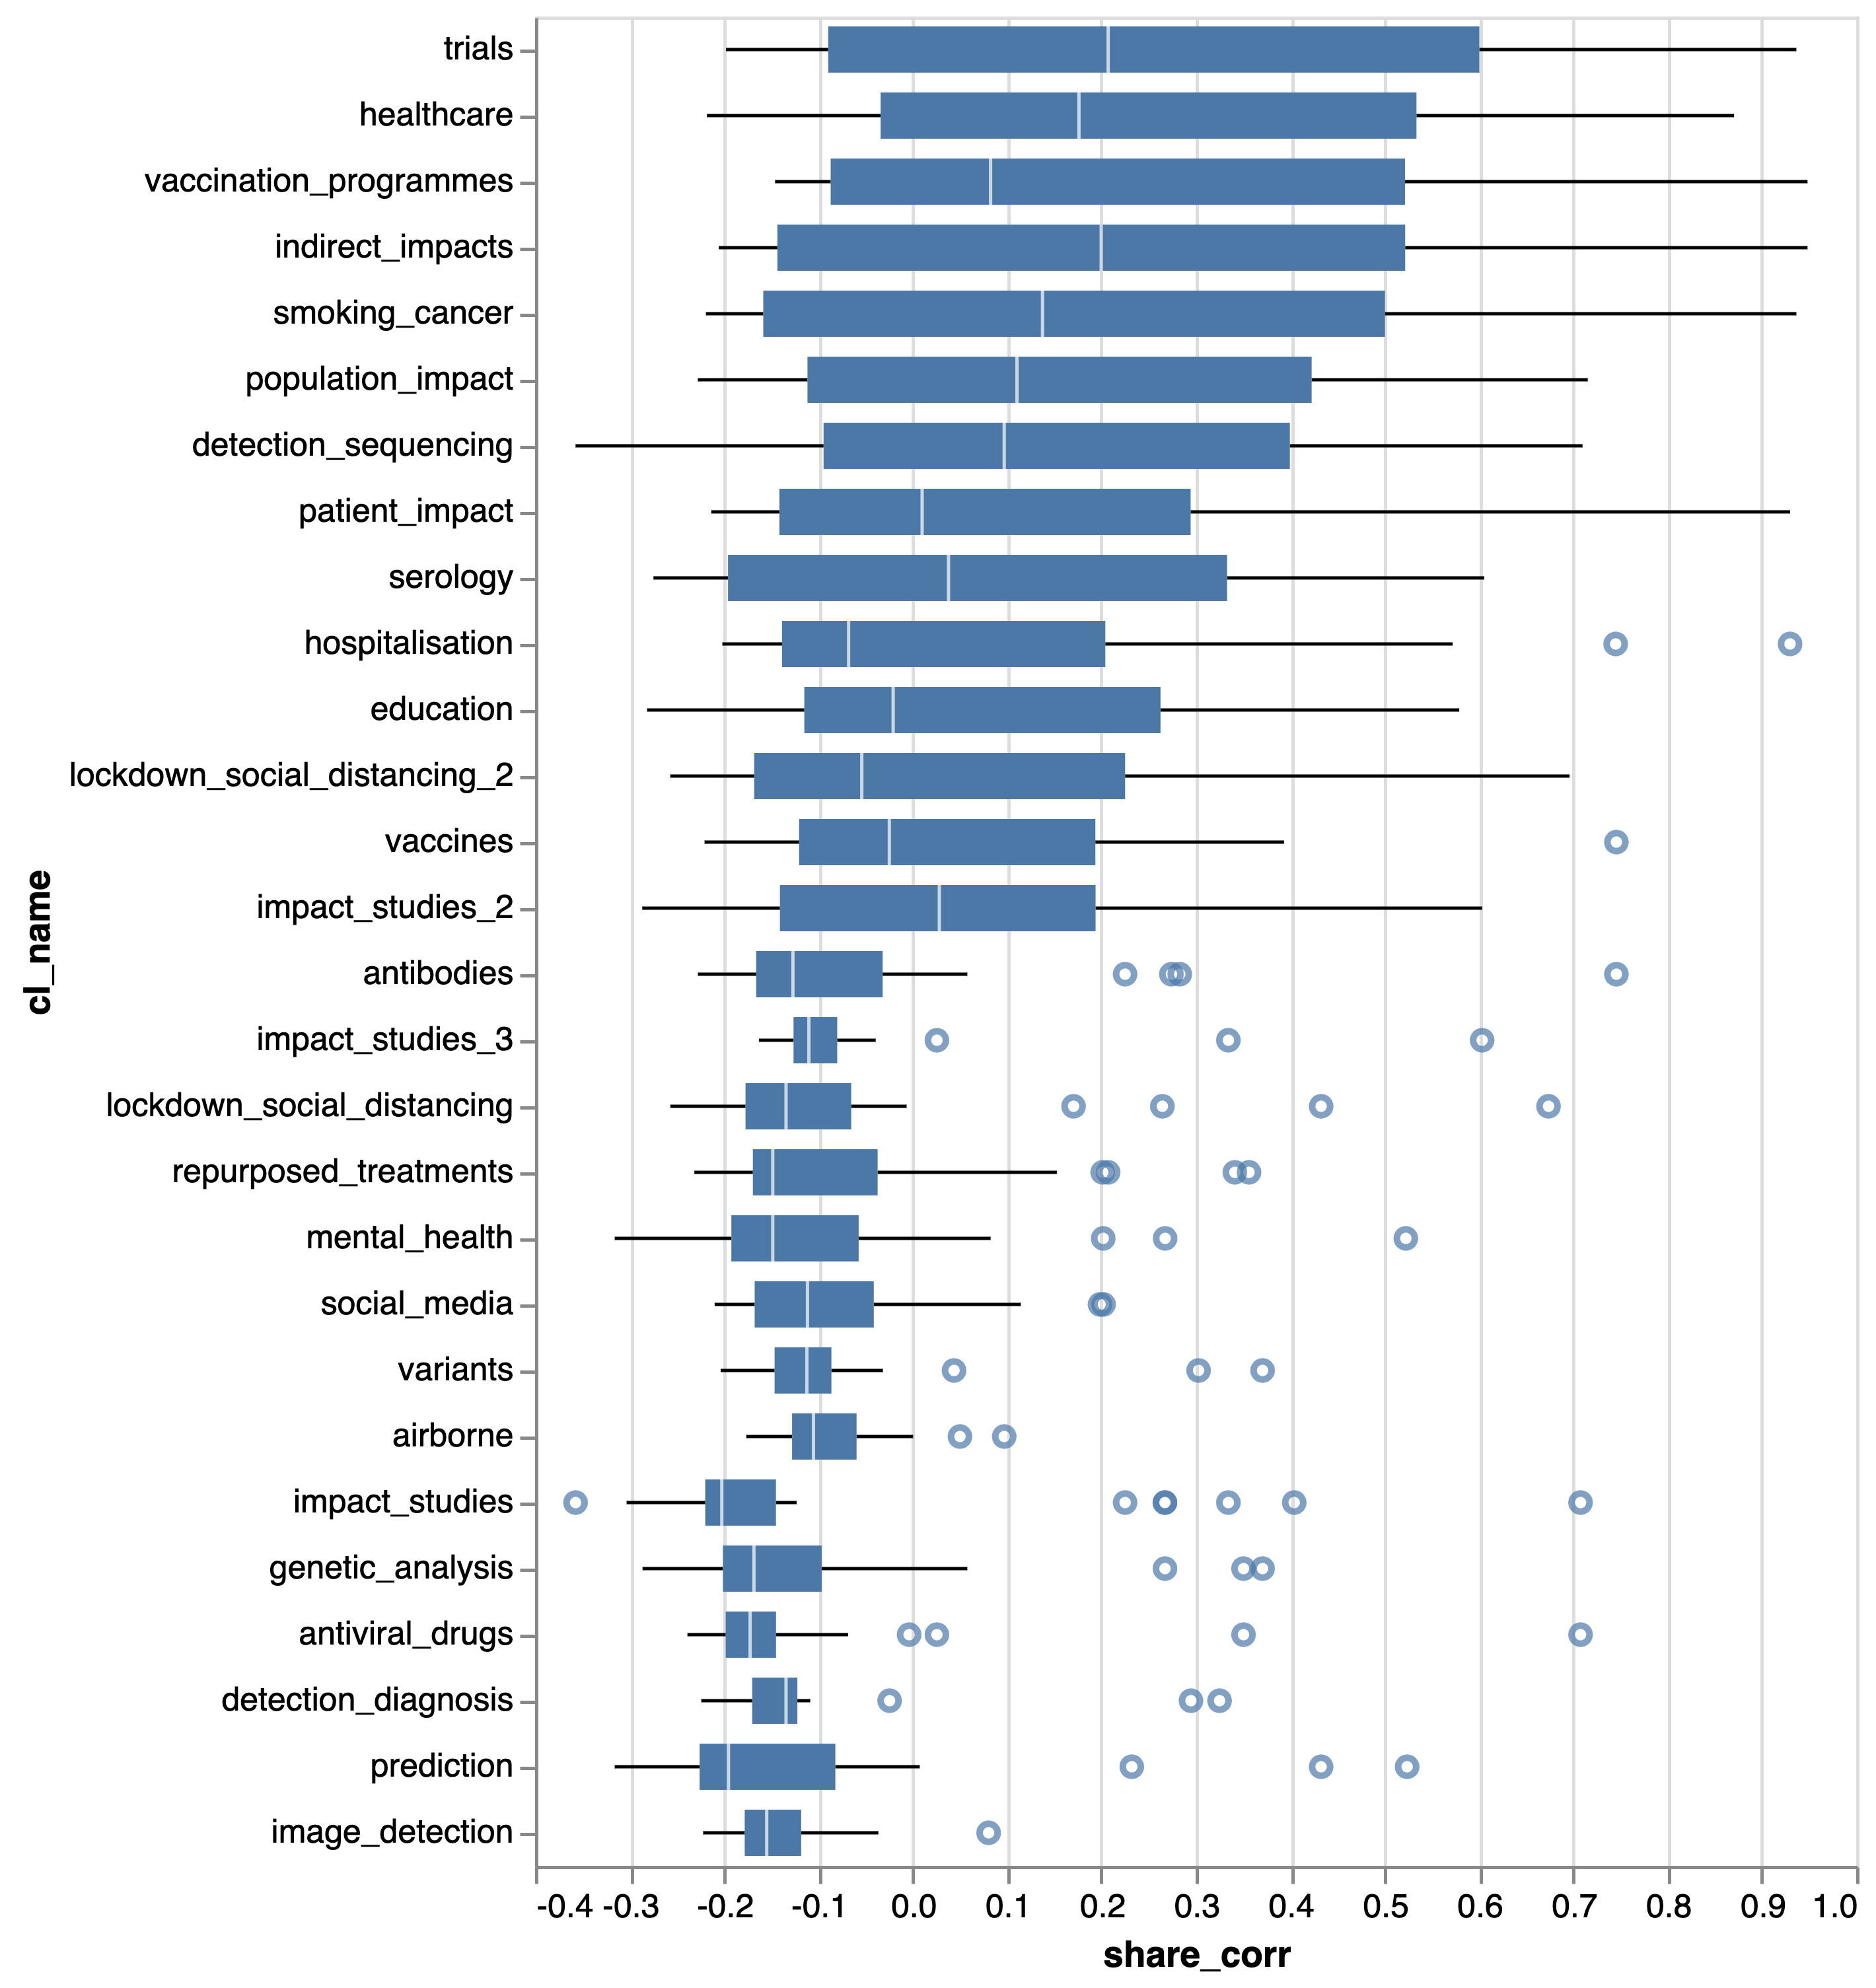 trials
healthcare
vaccination_programmes
indirect_impacts
smoking_cancer
population_impact
detection_sequencing
patient_impact
serology
hospitalisation
education
lockdown_social_distancing_2
vaccines
impact_studies_2
antibodies
impact_studies_3
lockdown_social_distancing
repurposed_treatments
mental_health
social_media
variants
airborne
impact_studies
genetic_analysis
antiviral_drugs
detection_diagnosis
prediction
image_detection
cl_name
-0.4 -0.3 -0.2 -0.1 0.0 0.1 0.2 0.3 0.4 0.5 0.6 0.7 0.8 0.9 1.0
share_corr